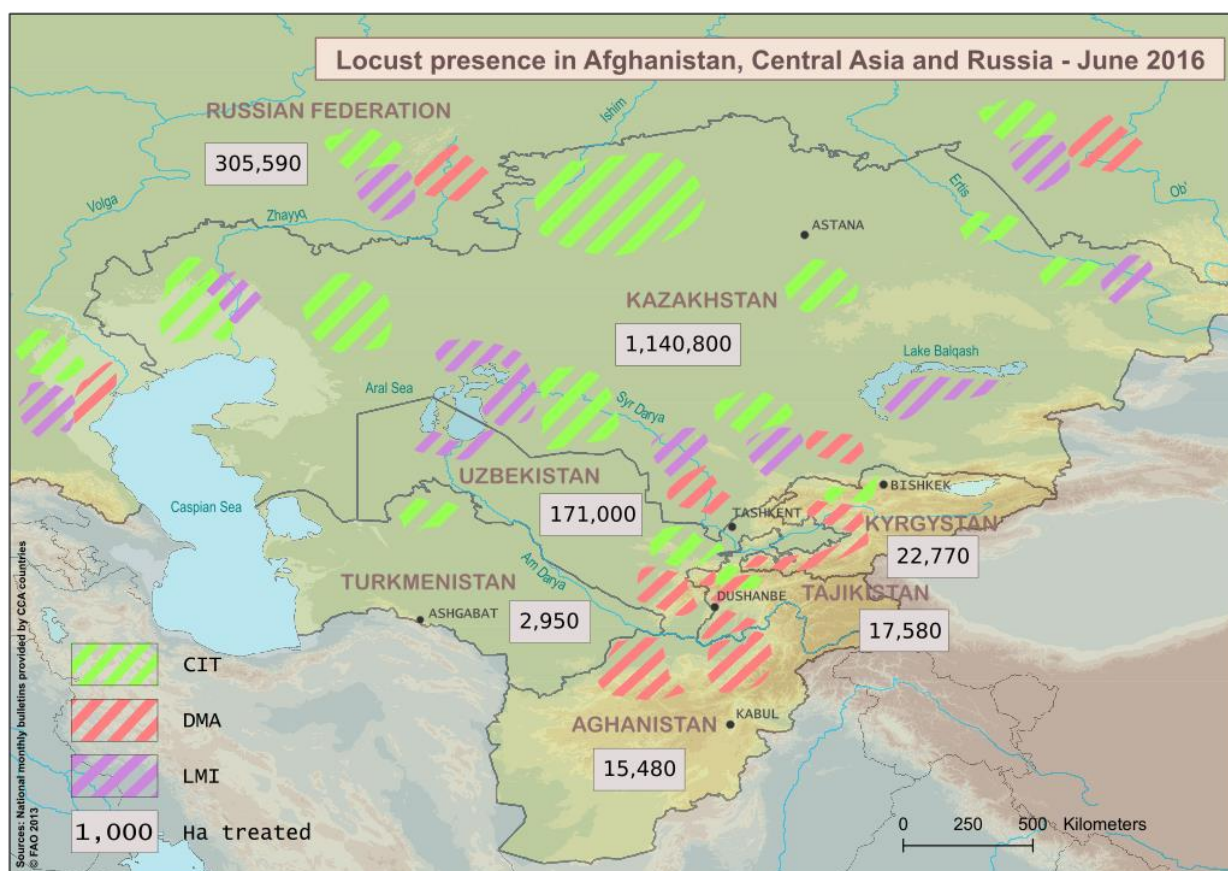 Locust presence in Afghanistan, Central Asia and Russia - June 2016
RUSSIAN FEDERATION
305,590
Ishim
Volga
Zhayyq
Ertis
Ob'
ASTANA
KAZAKHSTAN
1,140,800
Lake Balqash
Aral Sea
Syr Darya
UZBEKISTAN
171,000
BISHKEK
TASHKENT
KYRGYSTAN
22,770
Caspian Sea
Am Darya
TURKMENISTAN
2,950
ASHGABAT
DUSHANBE
TAJIKISTAN
17,580
AGHANISTAN
KABUL
15,480
CIT
DMA
LMI
1,000 Ha treated
0 250 500 Kilometers
Sources: National monthly bulletins provided by CCA countries
© FAO 2013